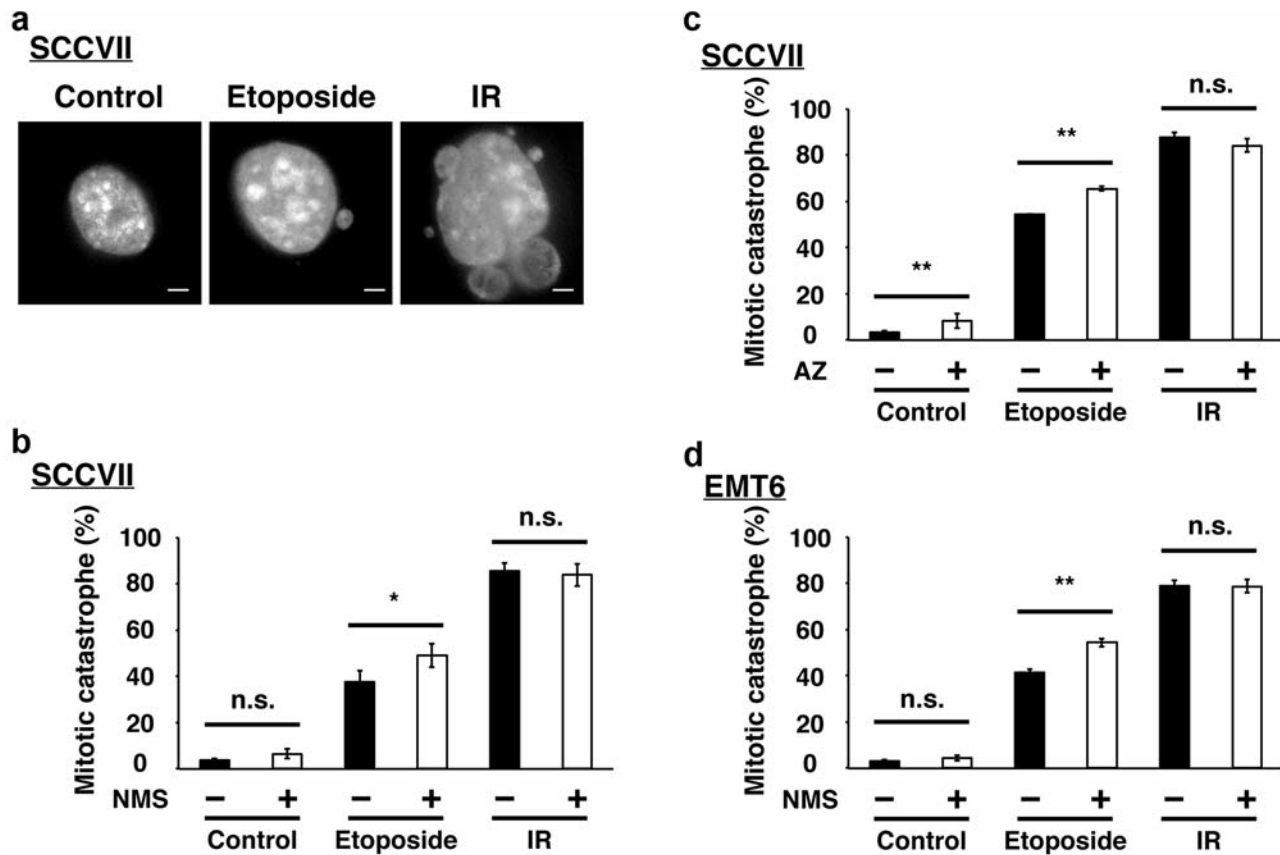 a
SCCVII
Control Etoposide IR
b
SCCVII
Mitotic catastrophe (%)
100
80
60
40
20
0
n.s.
*
n.s.
NMS − + − + − +
Control Etoposide IR
c
SCCVII
Mitotic catastrophe (%)
100
80
60
40
20
0
**
**
n.s.
AZ − + − + − +
Control Etoposide IR
d
EMT6
Mitotic catastrophe (%)
100
80
60
40
20
0
n.s.
**
n.s.
NMS − + − + − +
Control Etoposide IR